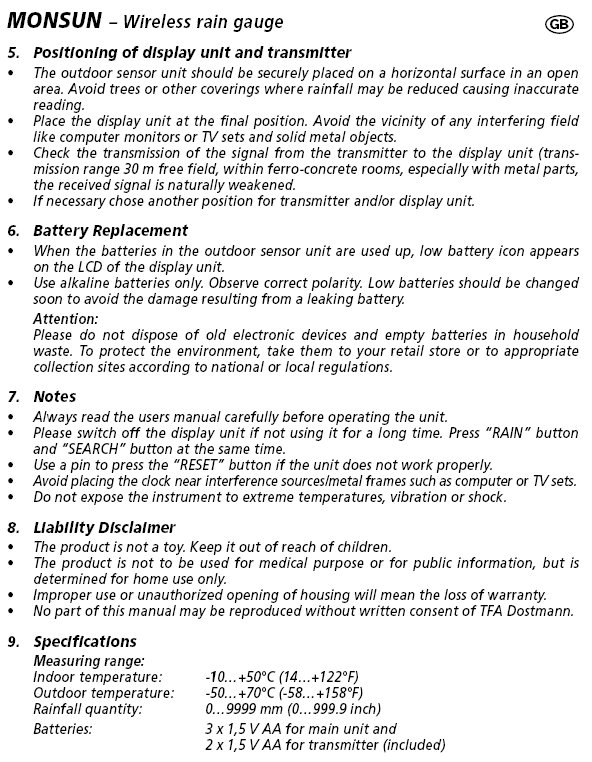 MONSUN – Wireless rain gauge
GB
5. Positioning of display unit and transmitter
• The outdoor sensor unit should be securely placed on a horizontal surface in an open
area. Avoid trees or other coverings where rainfall may be reduced causing inaccurate
reading.
• Place the display unit at the final position. Avoid the vicinity of any interfering field
like computer monitors or TV sets and solid metal objects.
• Check the transmission of the signal from the transmitter to the display unit (trans-
mission range 30 m free field, within ferro-concrete rooms, especially with metal parts,
the received signal is naturally weakened.
• If necessary chose another position for transmitter and/or display unit.
6. Battery Replacement
• When the batteries in the outdoor sensor unit are used up, low battery icon appears
on the LCD of the display unit.
• Use alkaline batteries only. Observe correct polarity. Low batteries should be changed
soon to avoid the damage resulting from a leaking battery.
Attention:
Please do not dispose of old electronic devices and empty batteries in household
waste. To protect the environment, take them to your retail store or to appropriate
collection sites according to national or local regulations.
7. Notes
• Always read the users manual carefully before operating the unit.
• Please switch off the display unit if not using it for a long time. Press “RAIN” button
and “SEARCH” button at the same time.
• Use a pin to press the “RESET” button if the unit does not work properly.
• Avoid placing the clock near interference sources/metal frames such as computer or TV sets.
• Do not expose the instrument to extreme temperatures, vibration or shock.
8. Liability Disclaimer
• The product is not a toy. Keep it out of reach of children.
• The product is not to be used for medical purpose or for public information, but is
determined for home use only.
• Improper use or unauthorized opening of housing will mean the loss of warranty.
• No part of this manual may be reproduced without written consent of TFA Dostmann.
9. Specifications
Measuring range:
Indoor temperature: -10…+50°C (14…+122°F)
Outdoor temperature: -50…+70°C (-58…+158°F)
Rainfall quantity: 0…9999 mm (0…999.9 inch)
Batteries: 3 x 1,5 V AA for main unit and
2 x 1,5 V AA for transmitter (included)